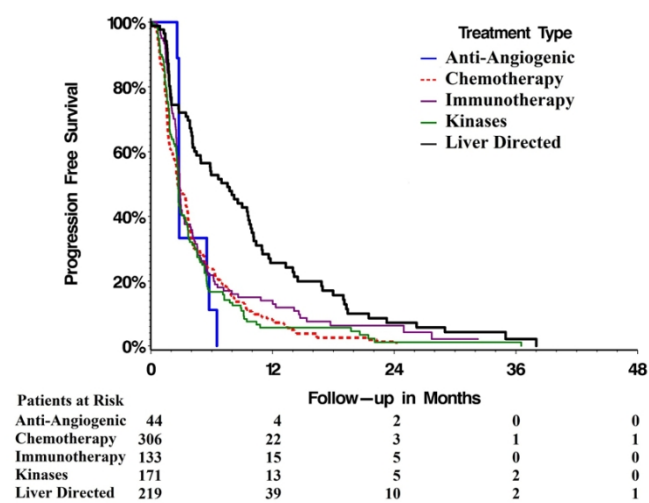 100%
80%
60%
40%
20%
0%
Progression Free Survival
Treatment Type
Anti-Angiogenic
Chemotherapy
Immunotherapy
Kinases
Liver Directed
0 12 24 36 48
Follow-up in Months
Patients at Risk
Anti-Angiogenic 44 4 2 0 0
Chemotherapy 306 22 3 1 1
Immunotherapy 133 15 5 0 0
Kinases 171 13 5 2 0
Liver Directed 219 39 10 2 1